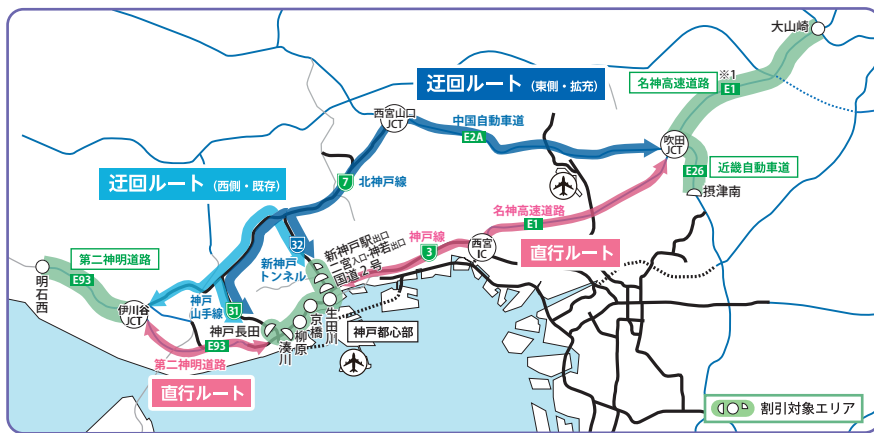 大山崎
※1
名神高速道路
E1
迂回ルート（東側・拡充）
西宮山口
JCT
中国自動車道
E2A
吹田
JCT
E26
近畿自動車道
摂津南
迂回ルート（西側・既存）
7
北神戸線
名神高速道路
E1
直行ルート
神戸線
3
西宮
IC
32
新神戸
トンネル
新神戸駅出口
二宮入口・神若出口
国道2号
第二神明道路
E93
明石西
伊川谷
JCT
神戸
山手線
31
神戸長田
生田川
京橋
柳原
湊川
神戸都心部
E93
第二神明道路
直行ルート
割引対象エリア